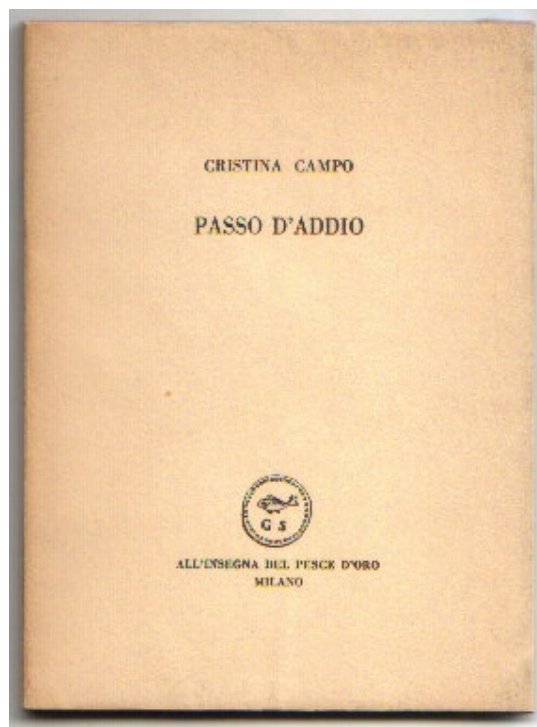 CRISTINA CAMPO
PASSO D'ADDIO
G S
ALL'INSEGNA DEL PESCE D'ORO
MILANO